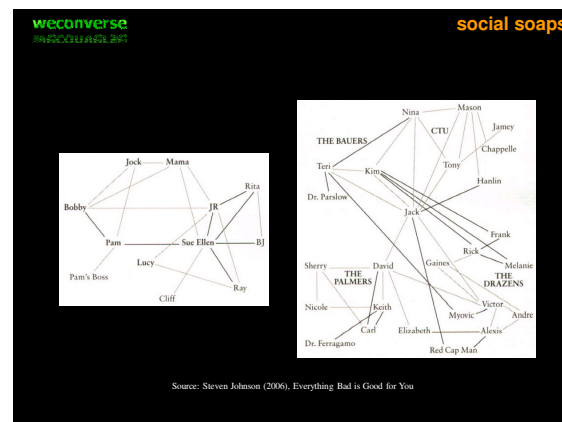 weconverse
social soaps
Jock Mama
Rita
Bobby JR
Pam Sue Ellen BJ
Lucy
Pam's Boss
Ray
Cliff
Nina Mason
Jamey
CTU
THE BAUERS
Chappelle
Teri Kim Tony
Hanlin
Dr. Parslow
Jack
Frank
Rick
Sherry David Gaines Melanie
THE PALMERS
THE DRAZENS
Nicole Keith Victor
Myovic Andre
Carl Elizabeth Alexis
Dr. Ferragamo
Red Cap Man
Source: Steven Johnson (2006), Everything Bad is Good for You